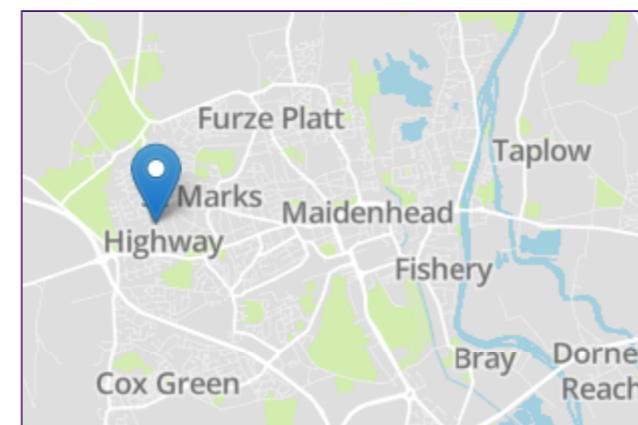 Furze Platt
Taplow
Marks
Maidenhead
Highway
Fishery
Bray
Dorne
Reach
Cox Green